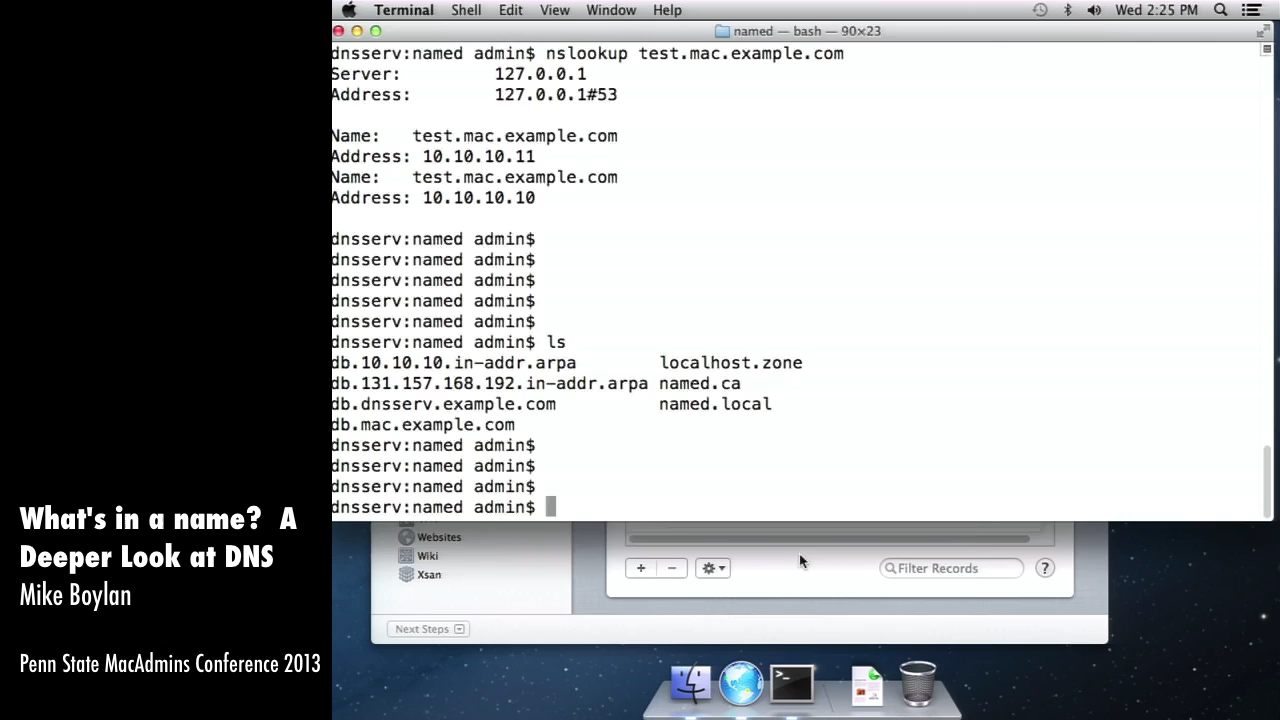 Terminal Shell Edit View Window Help Wed 2:25 PM
named — bash — 90×23
dnsserv:named admin$ nslookup test.mac.example.com
Server: 127.0.0.1
Address: 127.0.0.1#53
Name: test.mac.example.com
Address: 10.10.10.11
Name: test.mac.example.com
Address: 10.10.10.10
dnsserv:named admin$
dnsserv:named admin$
dnsserv:named admin$
dnsserv:named admin$
dnsserv:named admin$
dnsserv:named admin$ ls
db.10.10.10.in-addr.arpa localhost.zone
db.131.157.168.192.in-addr.arpa named.ca
db.dnsserv.example.com named.local
db.mac.example.com
dnsserv:named admin$
dnsserv:named admin$
dnsserv:named admin$
dnsserv:named admin$
Websites
Wiki
Xsan
+ − Filter Records ?
Next Steps
>_
What's in a name? A
Deeper Look at DNS
Mike Boylan
Penn State MacAdmins Conference 2013